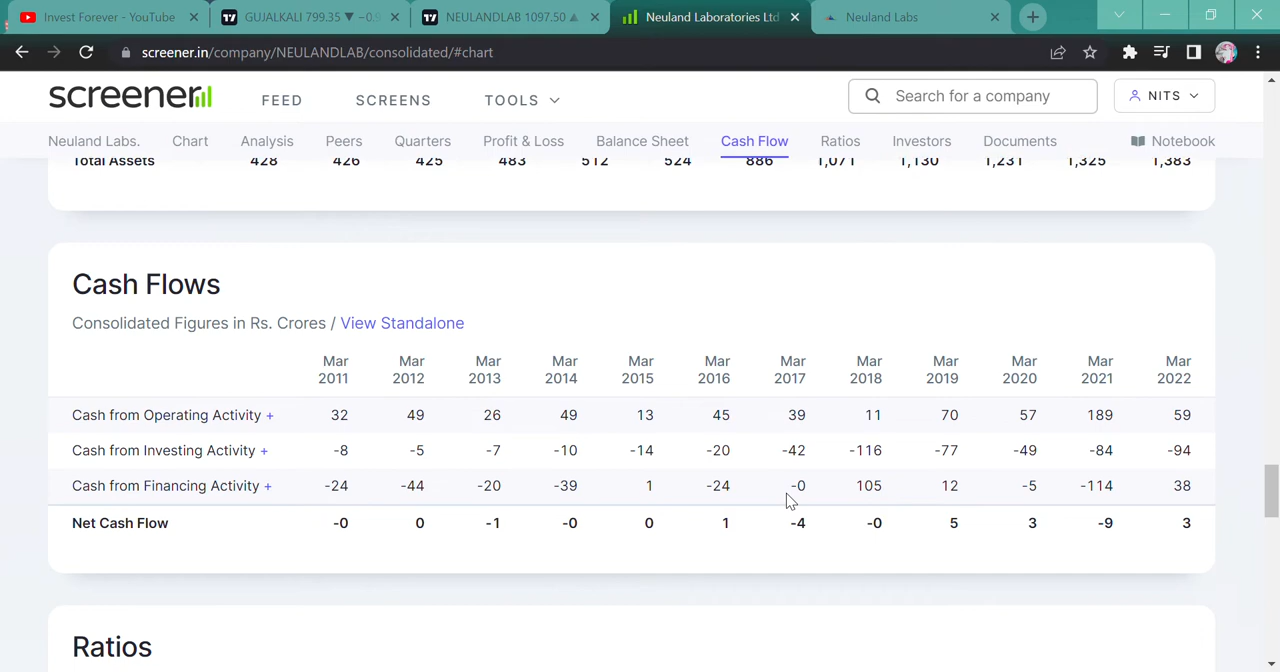 Invest Forever - YouTube
GUJALKALI 799.35 ▼ −0.9
NEULANDLAB 1097.50 ▲
Neuland Laboratories Ltd
Neuland Labs
screener.in/company/NEULANDLAB/consolidated/#chart
screener FEED SCREENS TOOLS Search for a company NITS
Neuland Labs. Chart Analysis Peers Quarters Profit & Loss Balance Sheet Cash Flow Ratios Investors Documents Notebook
Total Assets 428 426 425 483 512 524 886 1,071 1,130 1,231 1,325 1,383
Cash Flows
Consolidated Figures in Rs. Crores / View Standalone
Mar Mar Mar Mar Mar Mar Mar Mar Mar Mar Mar Mar
2011 2012 2013 2014 2015 2016 2017 2018 2019 2020 2021 2022
Cash from Operating Activity + 32 49 26 49 13 45 39 11 70 57 189 59
Cash from Investing Activity + -8 -5 -7 -10 -14 -20 -42 -116 -77 -49 -84 -94
Cash from Financing Activity + -24 -44 -20 -39 1 -24 -0 105 12 -5 -114 38
Net Cash Flow -0 0 -1 -0 0 1 -4 -0 5 3 -9 3
Ratios